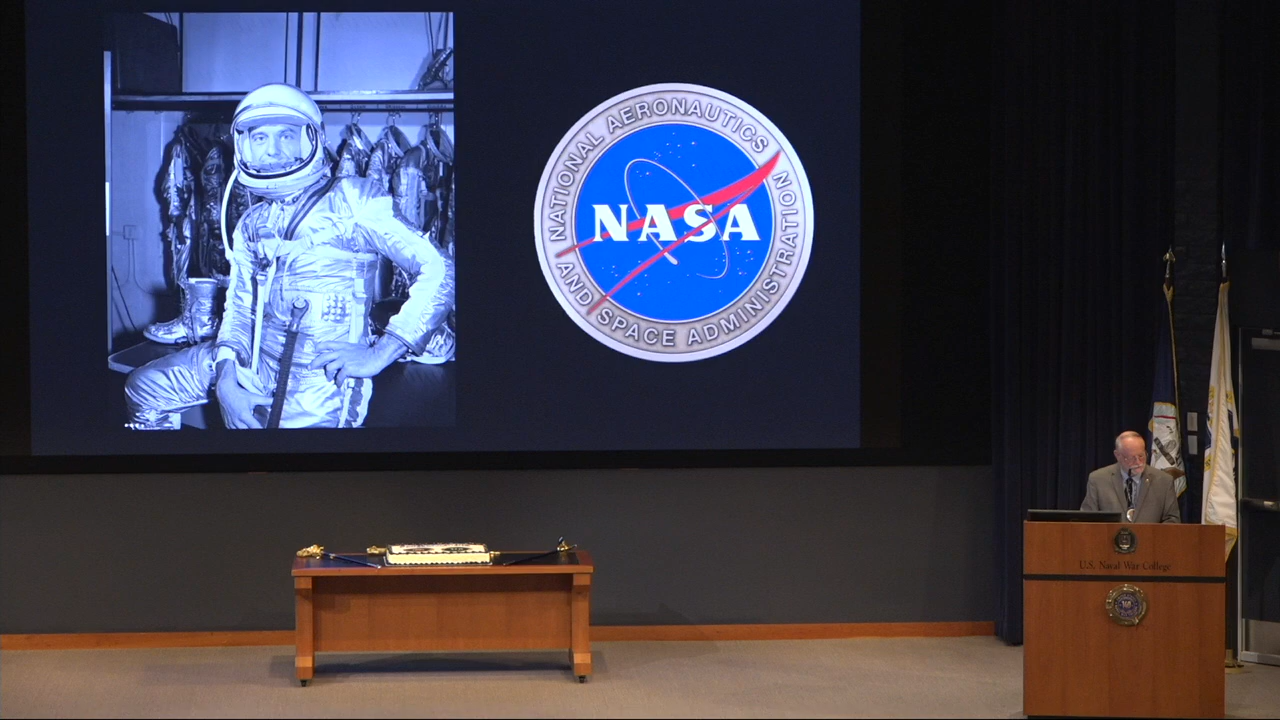 NATIONAL AERONAUTICS
AND SPACE ADMINISTRATION
NASA
U.S. Naval War College